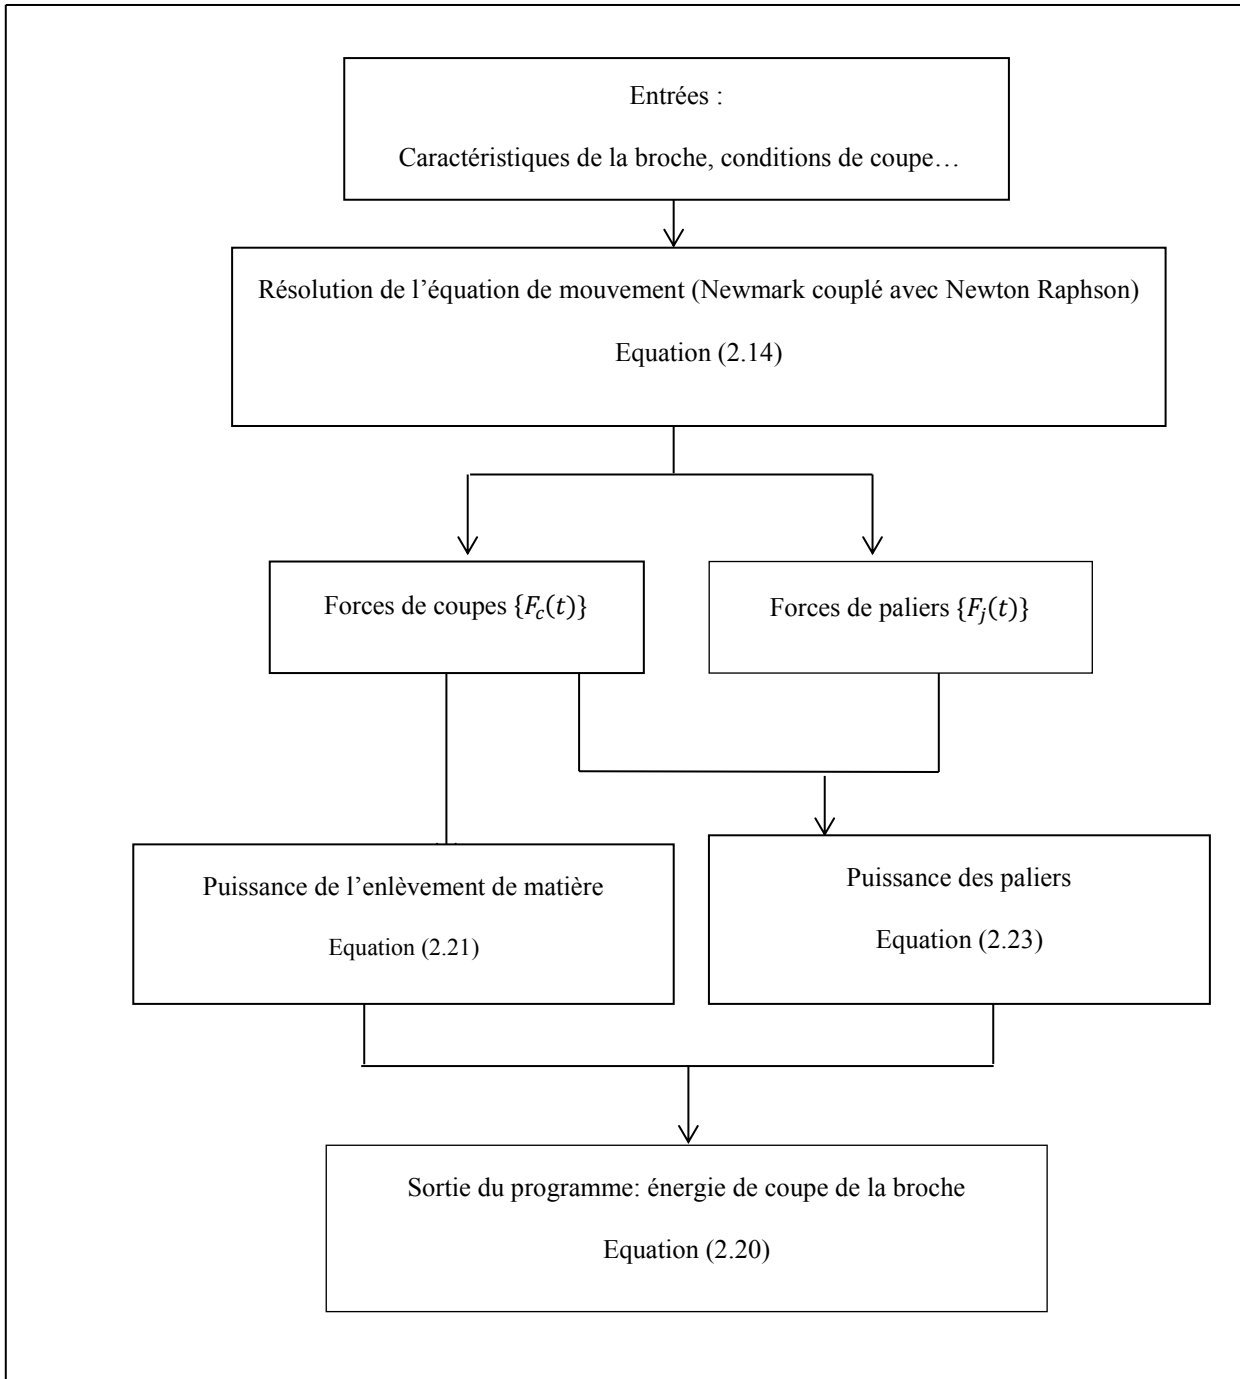 Entrées :
Caractéristiques de la broche, conditions de coupe…
Résolution de l’équation de mouvement (Newmark couplé avec Newton Raphson)
Equation (2.14)
Forces de coupes {F_c(t)}
Forces de paliers {F_j(t)}
Puissance de l’enlèvement de matière
Equation (2.21)
Puissance des paliers
Equation (2.23)
Sortie du programme: énergie de coupe de la broche
Equation (2.20)